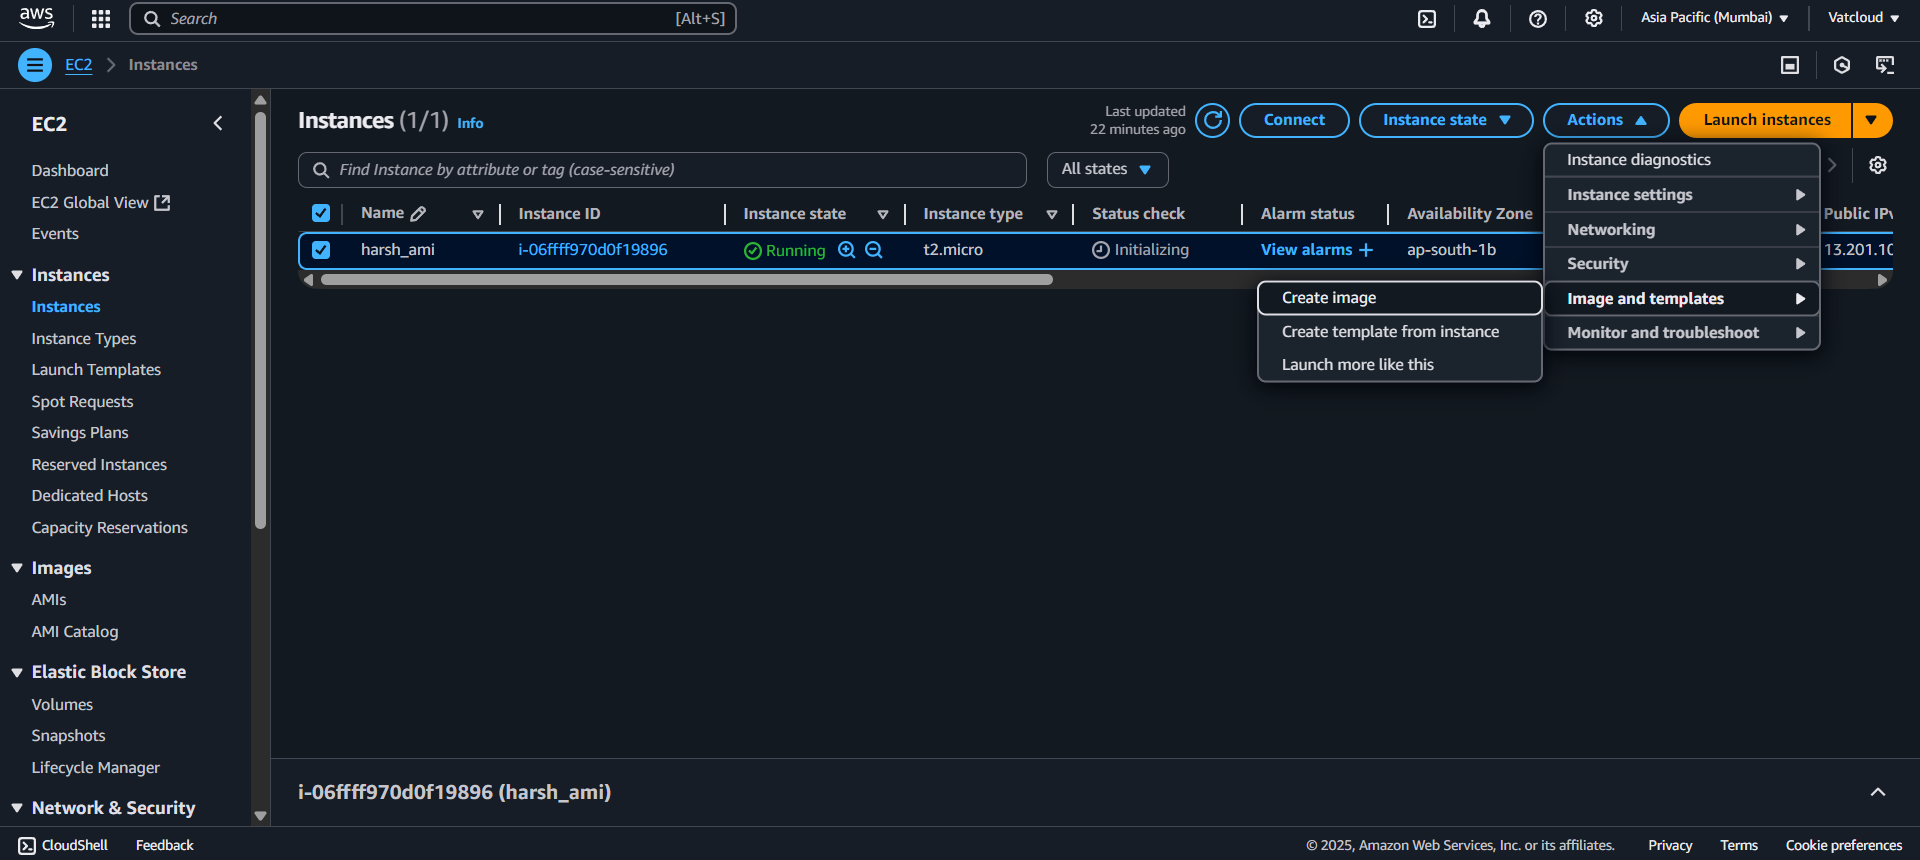 aws
Search [Alt+S]
Asia Pacific (Mumbai)
Vatcloud
EC2
Instances
EC2
Dashboard
EC2 Global View
Events
Instances
Instances
Instance Types
Launch Templates
Spot Requests
Savings Plans
Reserved Instances
Dedicated Hosts
Capacity Reservations
Images
AMIs
AMI Catalog
Elastic Block Store
Volumes
Snapshots
Lifecycle Manager
Network & Security
Instances (1/1) Info
Last updated
22 minutes ago
Connect
Instance state
Actions
Launch instances
Find Instance by attribute or tag (case-sensitive)
All states
Name Instance ID Instance state Instance type Status check Alarm status Availability Zone Public IPv
harsh_ami i-06ffff970d0f19896 Running t2.micro Initializing View alarms + ap-south-1b 13.201.10
Instance diagnostics
Instance settings
Networking
Security
Image and templates
Monitor and troubleshoot
Create image
Create template from instance
Launch more like this
i-06ffff970d0f19896 (harsh_ami)
CloudShell Feedback © 2025, Amazon Web Services, Inc. or its affiliates. Privacy Terms Cookie preferences